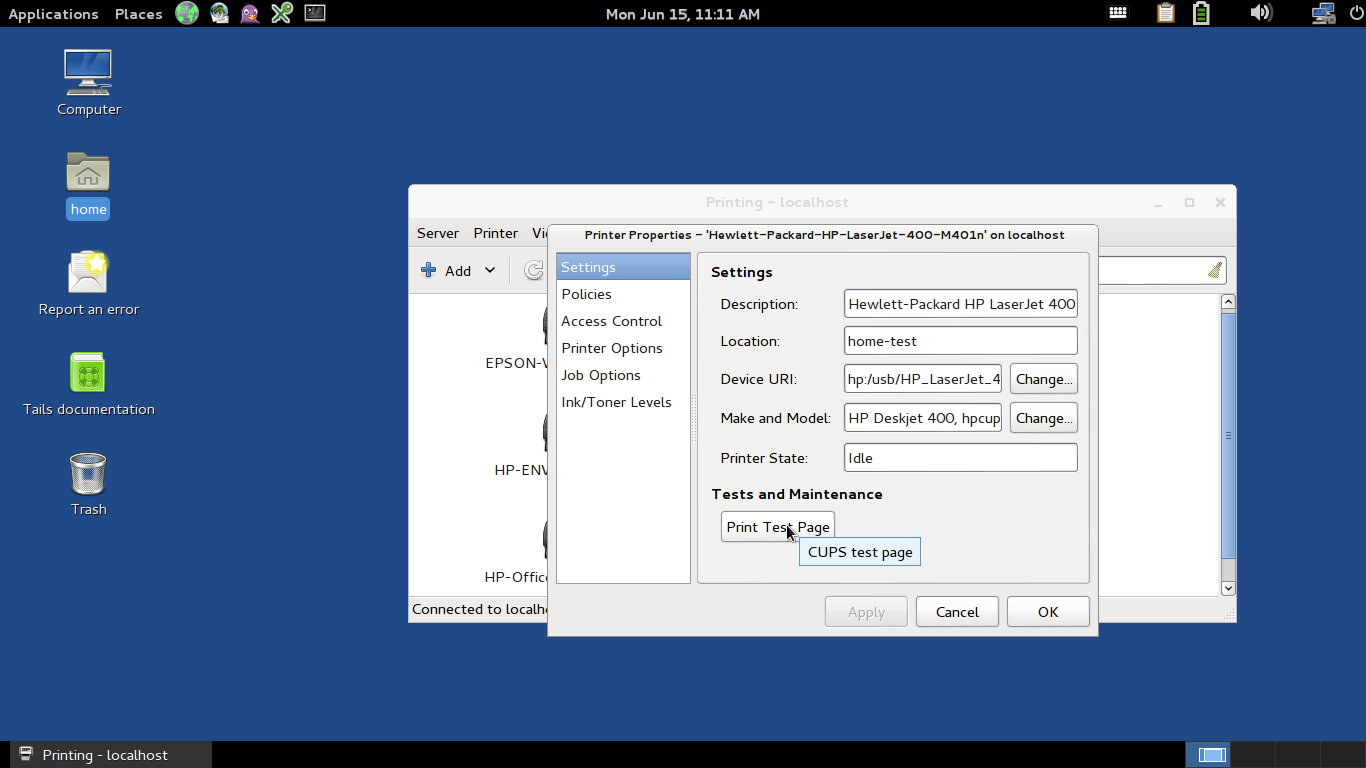 Applications Places Mon Jun 15, 11:11 AM
Computer
home
Report an error
Tails documentation
Trash
Printing – localhost
Server Printer Vi
Add
EPSON-V
HP-ENV
HP-Offic
Connected to localh
Printer Properties – 'Hewlett-Packard-HP-LaserJet-400-M401n' on localhost
Settings
Policies
Access Control
Printer Options
Job Options
Ink/Toner Levels
Settings
Description: Hewlett-Packard HP LaserJet 400
Location: home-test
Device URI: hp:/usb/HP_LaserJet_4 Change...
Make and Model: HP Deskjet 400, hpcup Change...
Printer State: Idle
Tests and Maintenance
Print Test Page
CUPS test page
Apply Cancel OK
Printing - localhost